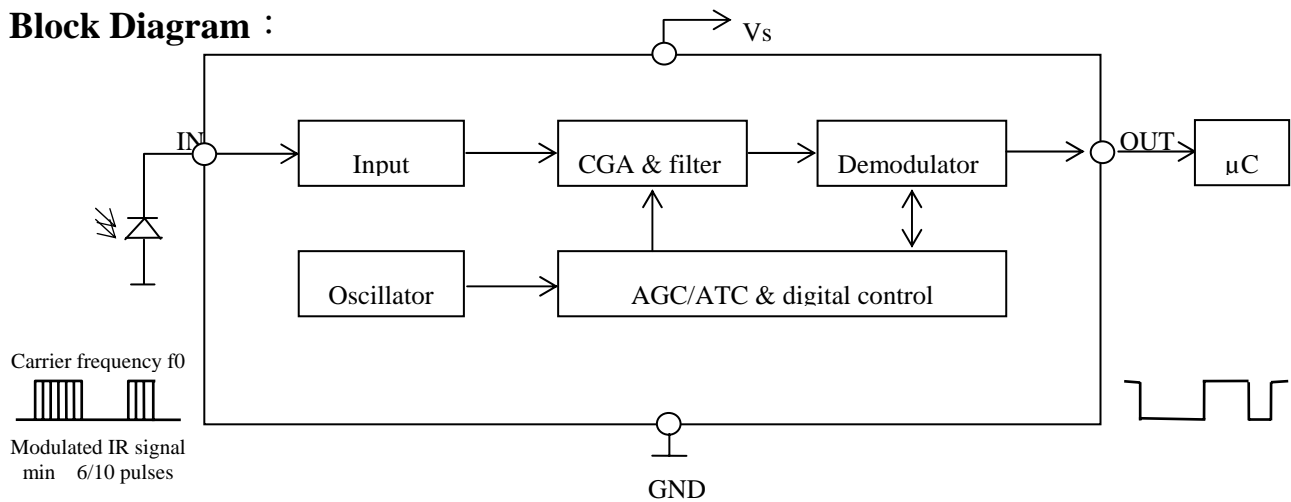 Block Diagram：
Vs
IN
Input
CGA & filter
Demodulator
OUT
µC
Oscillator
AGC/ATC & digital control
Carrier frequency f0
Modulated IR signal
min 6/10 pulses
GND